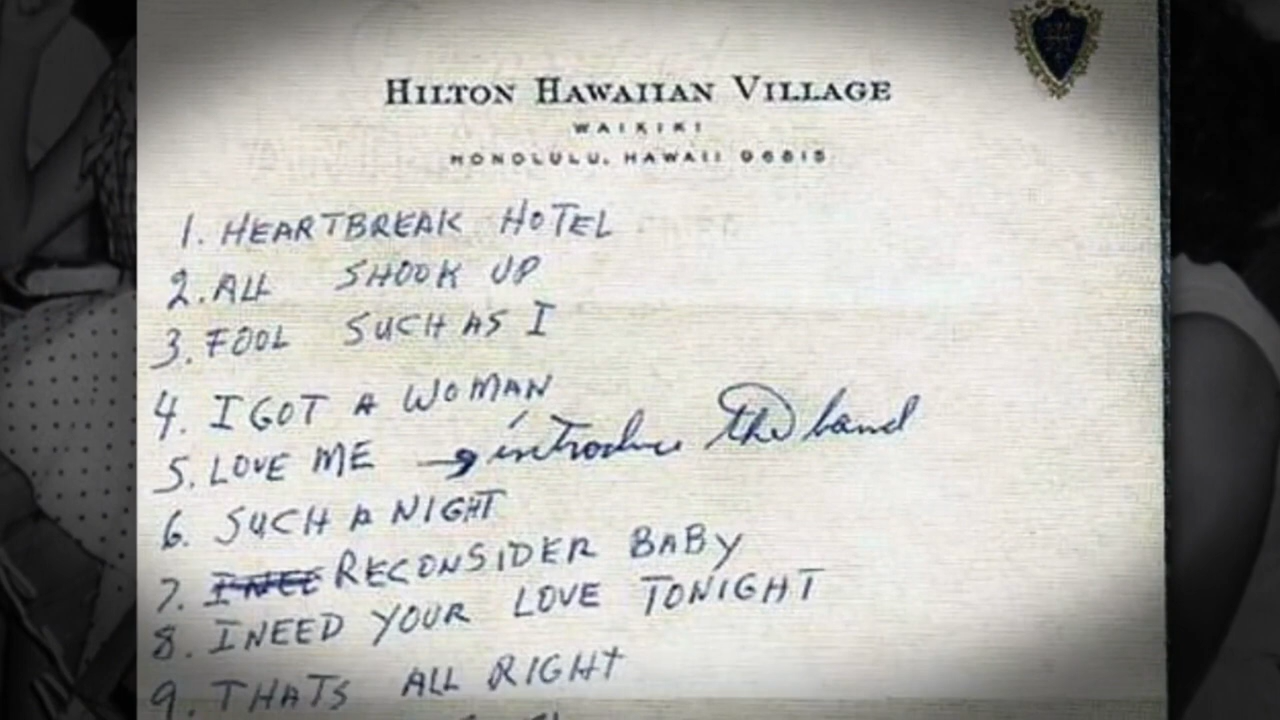 HILTON HAWAIIAN VILLAGE
WAIKIKI
HONOLULU, HAWAII 96815
1. HEARTBREAK HOTEL
2. ALL SHOOK UP
3. FOOL SUCH AS I
4. I GOT A WOMAN
5. LOVE ME → introduce the band
6. SUCH A NIGHT
7. I NEE RECONSIDER BABY
8. I NEED YOUR LOVE TONIGHT
9. THATS ALL RIGHT